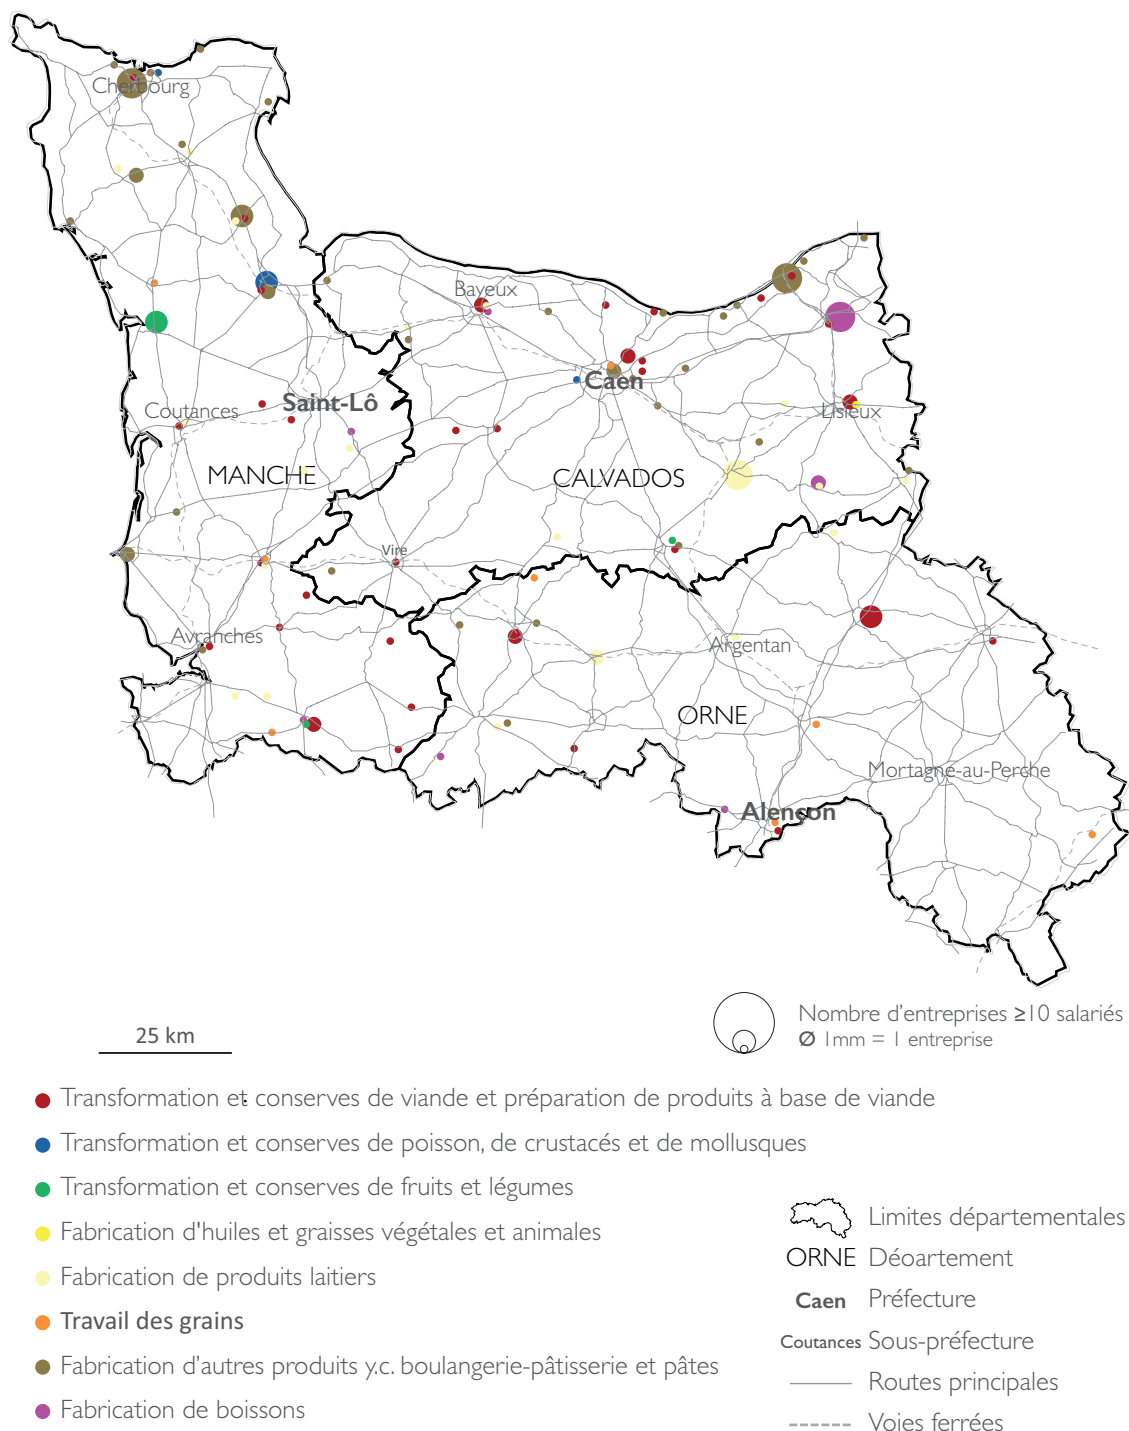 Cherbourg
Bayeux
Caen
Lisieux
Saint-Lô
Coutances
MANCHE
CALVADOS
Vire
Avranches
Argentan
ORNE
Mortagne-au-Perche
Alençon
25 km
Nombre d'entreprises ≥10 salariés
Ø 1mm = 1 entreprise
Transformation et conserves de viande et préparation de produits à base de viande
Transformation et conserves de poisson, de crustacés et de mollusques
Transformation et conserves de fruits et légumes
Fabrication d'huiles et graisses végétales et animales
Fabrication de produits laitiers
Travail des grains
Fabrication d'autres produits y.c. boulangerie-pâtisserie et pâtes
Fabrication de boissons
Limites départementales
ORNE Déoartement
Caen Préfecture
Coutances Sous-préfecture
Routes principales
Voies ferrées